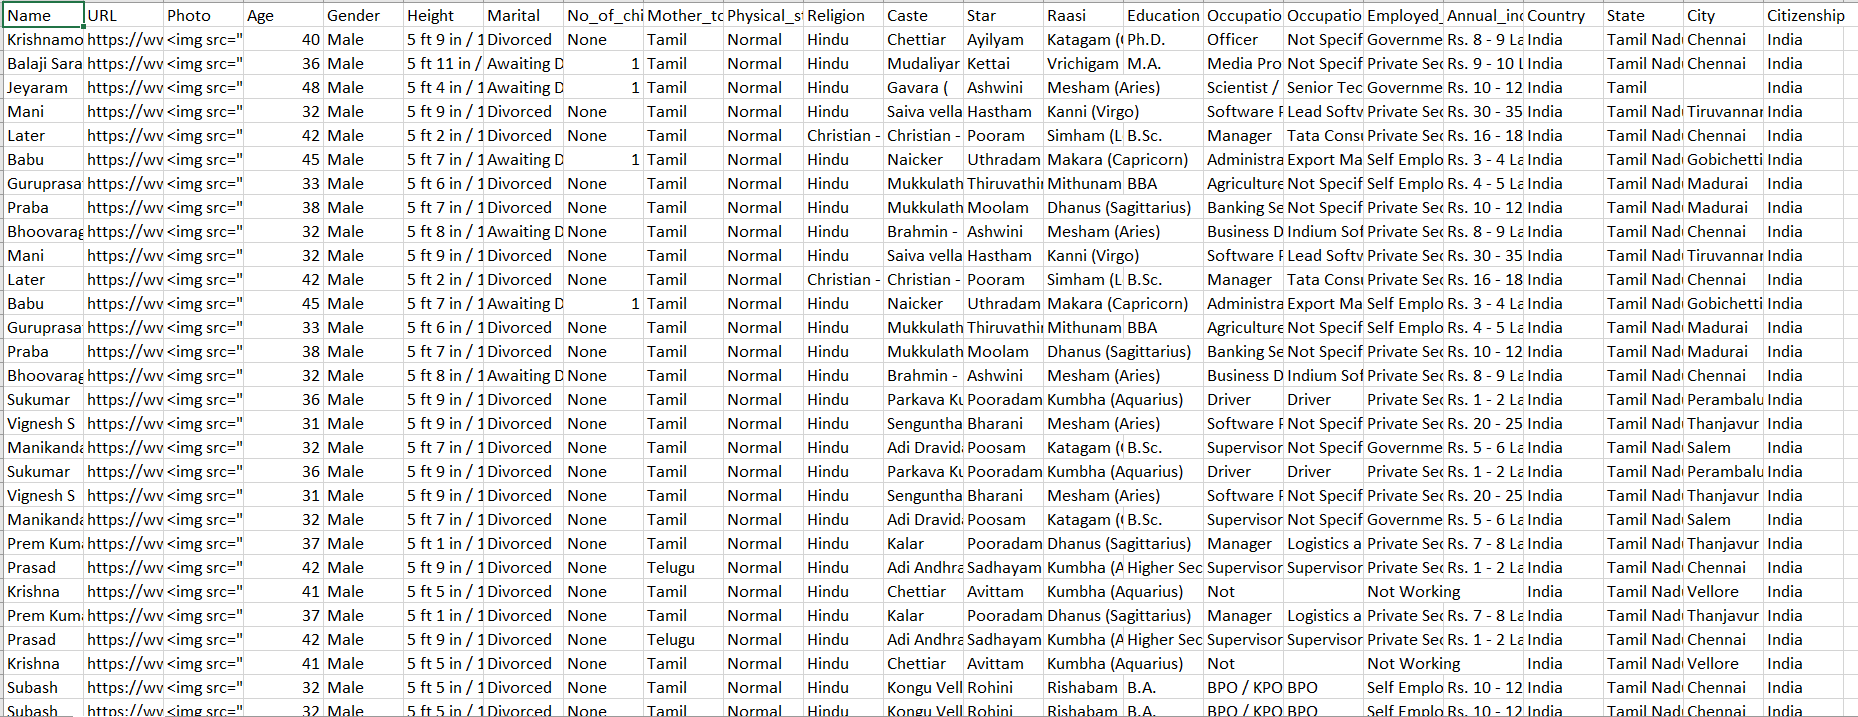 Name URL Photo Age Gender Height Marital No_of_chi Mother_to Physical_st Religion Caste Star Raasi Education Occupatio Occupatio Employed_ Annual_inc Country State City Citizenship
Krishnamo https://wv <img src=" 40 Male 5 ft 9 in / 1 Divorced None Tamil Normal Hindu Chettiar Ayilyam Katagam (C Ph.D. Officer Not Specif Governme Rs. 8 - 9 La India Tamil Nad Chennai India
Balaji Sara https://wv <img src=" 36 Male 5 ft 11 in / Awaiting D 1 Tamil Normal Hindu Mudaliyar Kettai Vrichigam M.A. Media Pro Not Specif Private Sec Rs. 9 - 10 L India Tamil Nad Chennai India
Jeyaram https://wv <img src=" 48 Male 5 ft 4 in / 1 Awaiting D 1 Tamil Normal Hindu Gavara ( Ashwini Mesham (Aries) Scientist / Senior Tec Governme Rs. 10 - 12 India Tamil India
Mani https://wv <img src=" 32 Male 5 ft 9 in / 1 Divorced None Tamil Normal Hindu Saiva vella Hastham Kanni (Virgo) Software P Lead Softv Private Sec Rs. 30 - 35 India Tamil Nad Tiruvannar India
Later https://wv <img src=" 42 Male 5 ft 2 in / 1 Divorced None Tamil Normal Christian - Christian - Pooram Simham (L B.Sc. Manager Tata Consu Private Sec Rs. 16 - 18 India Tamil Nad Chennai India
Babu https://wv <img src=" 45 Male 5 ft 7 in / 1 Awaiting D 1 Tamil Normal Hindu Naicker Uthradam Makara (Capricorn) Administra Export Ma Self Emplo Rs. 3 - 4 La India Tamil Nad Gobichetti India
Guruprasa https://wv <img src=" 33 Male 5 ft 6 in / 1 Divorced None Tamil Normal Hindu Mukkulath Thiruvathi Mithunam BBA Agriculture Not Specif Self Emplo Rs. 4 - 5 La India Tamil Nad Madurai India
Praba https://wv <img src=" 38 Male 5 ft 7 in / 1 Divorced None Tamil Normal Hindu Mukkulath Moolam Dhanus (Sagittarius) Banking Se Not Specif Private Sec Rs. 10 - 12 India Tamil Nad Madurai India
Bhoovarag https://wv <img src=" 32 Male 5 ft 8 in / 1 Awaiting D None Tamil Normal Hindu Brahmin - Ashwini Mesham (Aries) Business D Indium Sof Private Sec Rs. 8 - 9 La India Tamil Nad Chennai India
Mani https://wv <img src=" 32 Male 5 ft 9 in / 1 Divorced None Tamil Normal Hindu Saiva vella Hastham Kanni (Virgo) Software P Lead Softv Private Sec Rs. 30 - 35 India Tamil Nad Tiruvannar India
Later https://wv <img src=" 42 Male 5 ft 2 in / 1 Divorced None Tamil Normal Christian - Christian - Pooram Simham (L B.Sc. Manager Tata Consu Private Sec Rs. 16 - 18 India Tamil Nad Chennai India
Babu https://wv <img src=" 45 Male 5 ft 7 in / 1 Awaiting D 1 Tamil Normal Hindu Naicker Uthradam Makara (Capricorn) Administra Export Ma Self Emplo Rs. 3 - 4 La India Tamil Nad Gobichetti India
Guruprasa https://wv <img src=" 33 Male 5 ft 6 in / 1 Divorced None Tamil Normal Hindu Mukkulath Thiruvathi Mithunam BBA Agriculture Not Specif Self Emplo Rs. 4 - 5 La India Tamil Nad Madurai India
Praba https://wv <img src=" 38 Male 5 ft 7 in / 1 Divorced None Tamil Normal Hindu Mukkulath Moolam Dhanus (Sagittarius) Banking Se Not Specif Private Sec Rs. 10 - 12 India Tamil Nad Madurai India
Bhoovarag https://wv <img src=" 32 Male 5 ft 8 in / 1 Awaiting D None Tamil Normal Hindu Brahmin - Ashwini Mesham (Aries) Business D Indium Sof Private Sec Rs. 8 - 9 La India Tamil Nad Chennai India
Sukumar https://wv <img src=" 36 Male 5 ft 9 in / 1 Divorced None Tamil Normal Hindu Parkava Ku Pooradam Kumbha (Aquarius) Driver Driver Private Sec Rs. 1 - 2 La India Tamil Nad Perambalu India
Vignesh S https://wv <img src=" 31 Male 5 ft 9 in / 1 Divorced None Tamil Normal Hindu Senguntha Bharani Mesham (Aries) Software P Not Specif Private Sec Rs. 20 - 25 India Tamil Nad Thanjavur India
Manikanda https://wv <img src=" 32 Male 5 ft 7 in / 1 Divorced None Tamil Normal Hindu Adi Dravida Poosam Katagam (C B.Sc. Supervisor Not Specif Governme Rs. 5 - 6 La India Tamil Nad Salem India
Sukumar https://wv <img src=" 36 Male 5 ft 9 in / 1 Divorced None Tamil Normal Hindu Parkava Ku Pooradam Kumbha (Aquarius) Driver Driver Private Sec Rs. 1 - 2 La India Tamil Nad Perambalu India
Vignesh S https://wv <img src=" 31 Male 5 ft 9 in / 1 Divorced None Tamil Normal Hindu Senguntha Bharani Mesham (Aries) Software P Not Specif Private Sec Rs. 20 - 25 India Tamil Nad Thanjavur India
Manikanda https://wv <img src=" 32 Male 5 ft 7 in / 1 Divorced None Tamil Normal Hindu Adi Dravida Poosam Katagam (C B.Sc. Supervisor Not Specif Governme Rs. 5 - 6 La India Tamil Nad Salem India
Prem Kuma https://wv <img src=" 37 Male 5 ft 1 in / 1 Divorced None Tamil Normal Hindu Kalar Pooradam Dhanus (Sagittarius) Manager Logistics a Private Sec Rs. 7 - 8 La India Tamil Nad Thanjavur India
Prasad https://wv <img src=" 42 Male 5 ft 9 in / 1 Divorced None Telugu Normal Hindu Adi Andhra Sadhayam Kumbha (A Higher Sec Supervisor Supervisor Private Sec Rs. 1 - 2 La India Tamil Nad Chennai India
Krishna https://wv <img src=" 41 Male 5 ft 5 in / 1 Divorced None Tamil Normal Hindu Chettiar Avittam Kumbha (Aquarius) Not Not Working India Tamil Nad Vellore India
Prem Kuma https://wv <img src=" 37 Male 5 ft 1 in / 1 Divorced None Tamil Normal Hindu Kalar Pooradam Dhanus (Sagittarius) Manager Logistics a Private Sec Rs. 7 - 8 La India Tamil Nad Thanjavur India
Prasad https://wv <img src=" 42 Male 5 ft 9 in / 1 Divorced None Telugu Normal Hindu Adi Andhra Sadhayam Kumbha (A Higher Sec Supervisor Supervisor Private Sec Rs. 1 - 2 La India Tamil Nad Chennai India
Krishna https://wv <img src=" 41 Male 5 ft 5 in / 1 Divorced None Tamil Normal Hindu Chettiar Avittam Kumbha (Aquarius) Not Not Working India Tamil Nad Vellore India
Subash https://wv <img src=" 32 Male 5 ft 5 in / 1 Divorced None Tamil Normal Hindu Kongu Vell Rohini Rishabam B.A. BPO / KPO BPO Self Emplo Rs. 10 - 12 India Tamil Nad Chennai India
Subash https://wv <img src=" 32 Male 5 ft 5 in / 1 Divorced None Tamil Normal Hindu Kongu Vell Rohini Rishabam B.A. BPO / KPO BPO Self Emplo Rs. 10 - 12 India Tamil Nad Chennai India